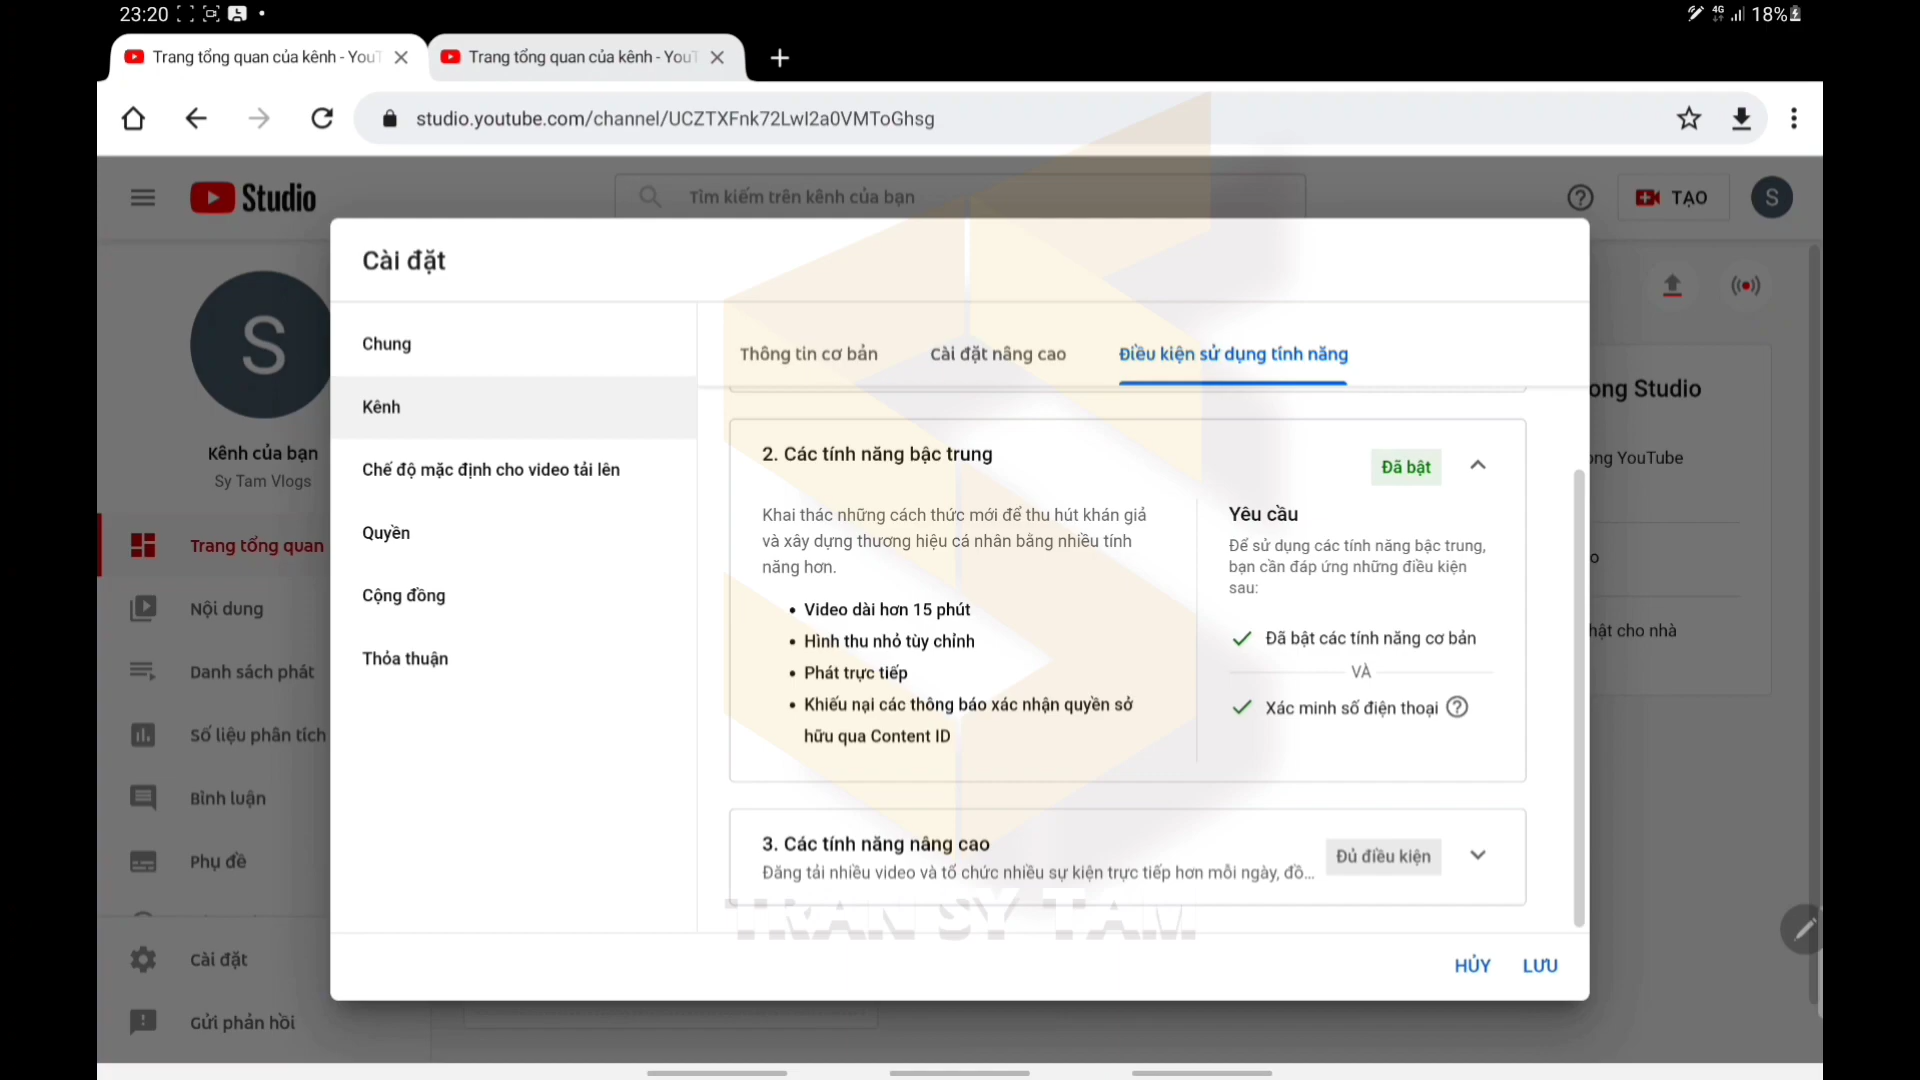 23:20
4G
18%
Trang tổng quan của kênh - YouT
Trang tổng quan của kênh - YouT
studio.youtube.com/channel/UCZTXFnk72LwI2a0VMToGhsg
Studio
Tìm kiếm trên kênh của bạn
TẠO
S
Cài đặt
S
Kênh của bạn
Sy Tam Vlogs
Trang tổng quan
Nội dung
Danh sách phát
Số liệu phân tích
Bình luận
Phụ đề
Cài đặt
Gửi phản hồi
Chung
Kênh
Chế độ mặc định cho video tải lên
Quyền
Cộng đồng
Thỏa thuận
Thông tin cơ bản
Cài đặt nâng cao
Điều kiện sử dụng tính năng
2. Các tính năng bậc trung
Đã bật
Khai thác những cách thức mới để thu hút khán giả
và xây dựng thương hiệu cá nhân bằng nhiều tính
năng hơn.
• Video dài hơn 15 phút
• Hình thu nhỏ tùy chỉnh
• Phát trực tiếp
• Khiếu nại các thông báo xác nhận quyền sở
hữu qua Content ID
Yêu cầu
Để sử dụng các tính năng bậc trung,
bạn cần đáp ứng những điều kiện
sau:
Đã bật các tính năng cơ bản
VÀ
Xác minh số điện thoại
3. Các tính năng nâng cao
Đăng tải nhiều video và tổ chức nhiều sự kiện trực tiếp hơn mỗi ngày, đồ...
Đủ điều kiện
TRAN SY TAM
HỦY
LƯU
ong Studio
ong YouTube
o
hật cho nhà